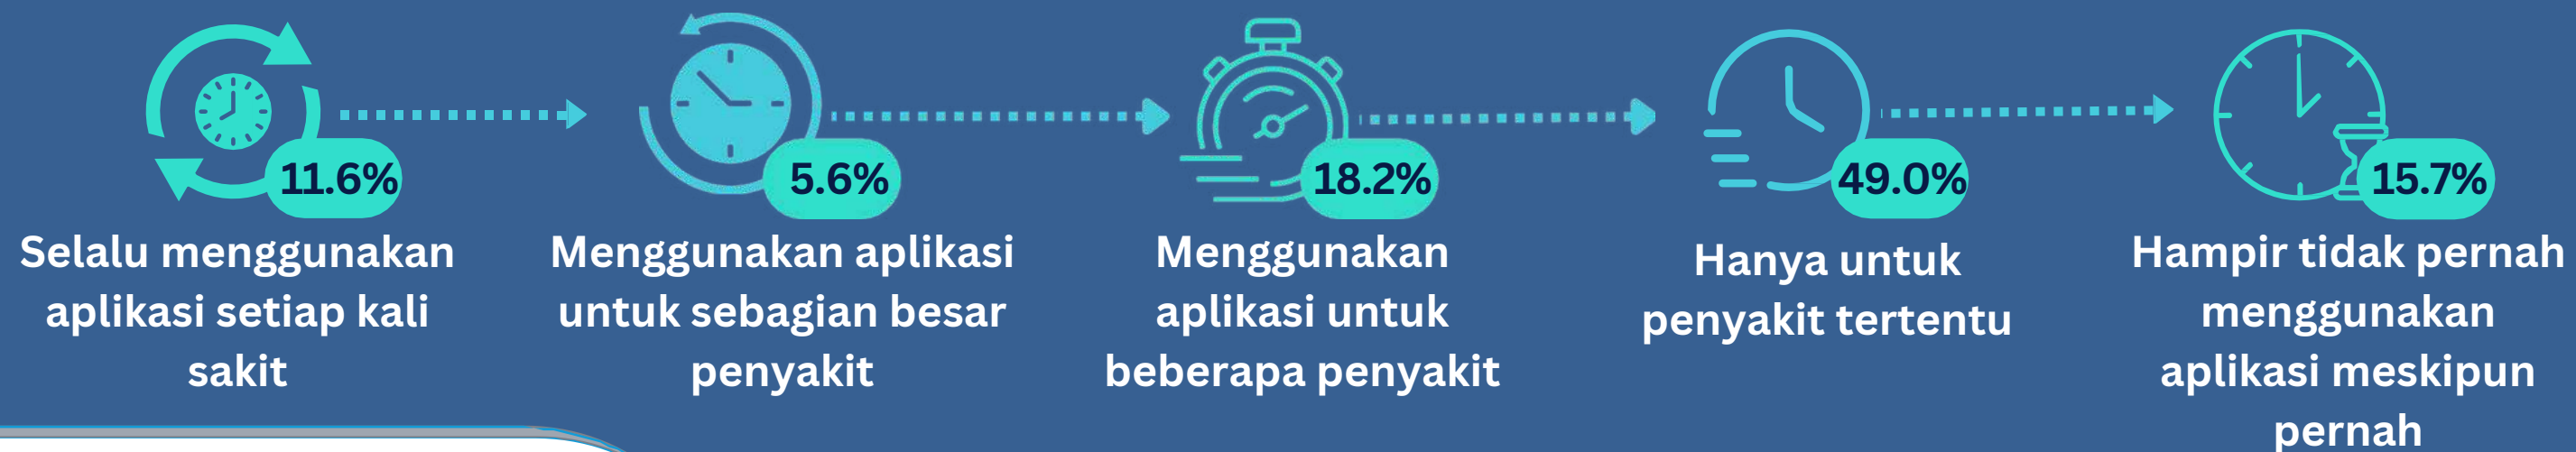 11.6%
Selalu menggunakan
aplikasi setiap kali
sakit
5.6%
Menggunakan aplikasi
untuk sebagian besar
penyakit
18.2%
Menggunakan
aplikasi untuk
beberapa penyakit
49.0%
Hanya untuk
penyakit tertentu
15.7%
Hampir tidak pernah
menggunakan
aplikasi meskipun
pernah